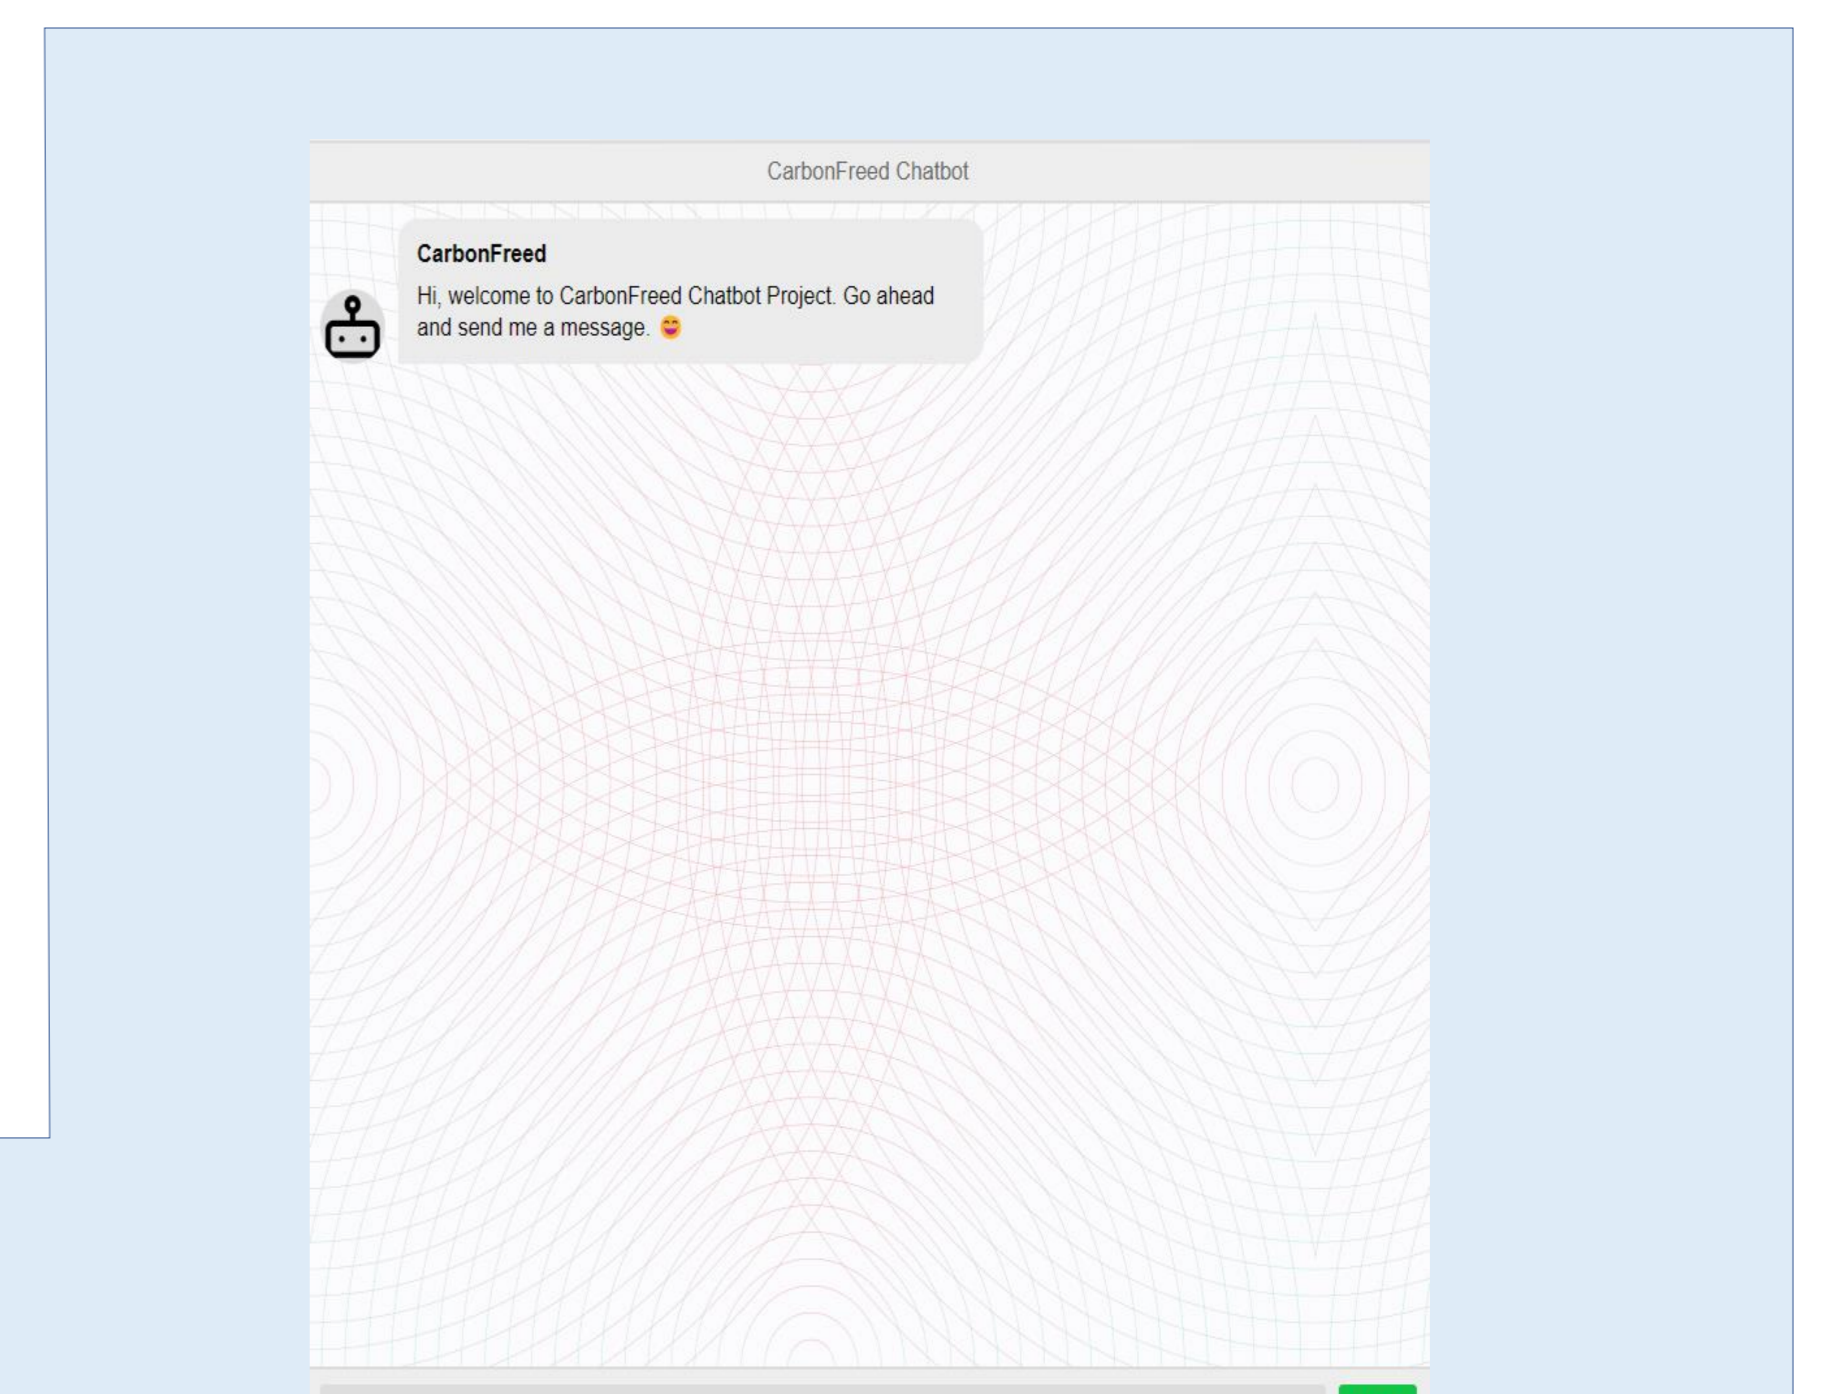 CarbonFreed Chatbot
CarbonFreed
Hi, welcome to CarbonFreed Chatbot Project. Go ahead
and send me a message. 😄